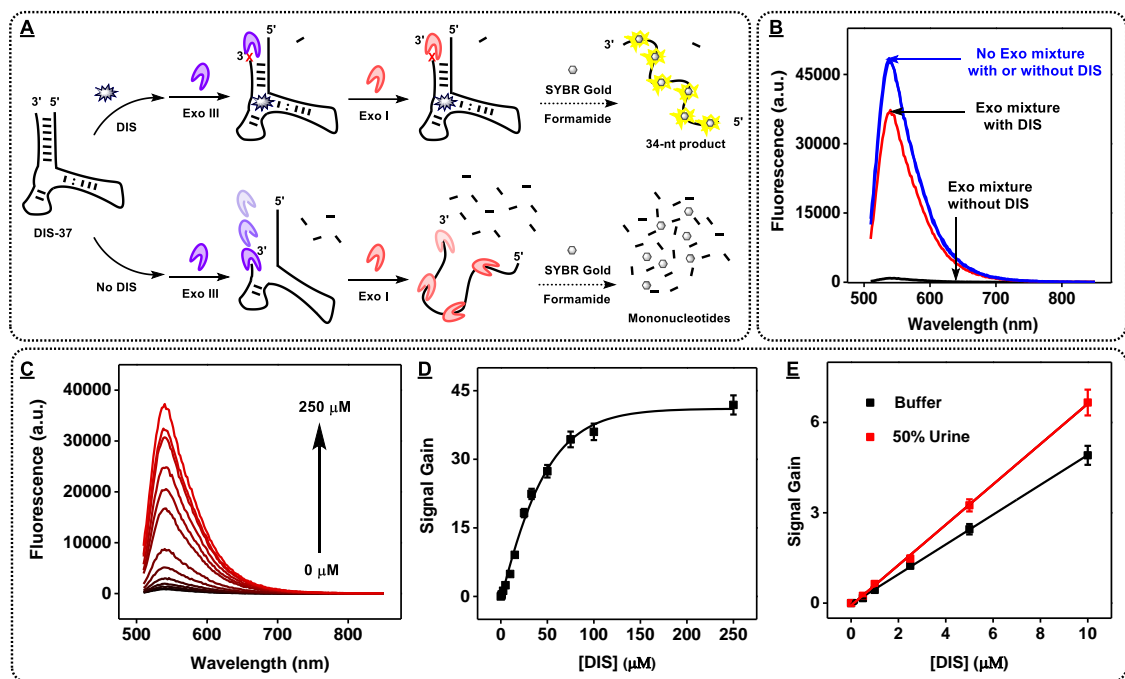 A
3' 5'
DIS-37
DIS
No DIS
Exo III
3'
X
5'
Exo I
3'
X
5'
SYBR Gold
Formamide
3'
5'
34-nt product
Exo III
5'
3'
Exo I
3'
5'
SYBR Gold
Formamide
Mononucleotides
B
Fluorescence (a.u.)
45000
30000
15000
0
500 600 700 800
Wavelength (nm)
No Exo mixture
with or without DIS
Exo mixture
with DIS
Exo mixture
without DIS
C
Fluorescence (a.u.)
40000
30000
20000
10000
0
500 600 700 800
Wavelength (nm)
250 µM
0 µM
D
Signal Gain
45
30
15
0
0 50 100 150 200 250
[DIS] (µM)
E
Signal Gain
6
3
0
0 2 4 6 8 10
[DIS] (µM)
Buffer
50% Urine